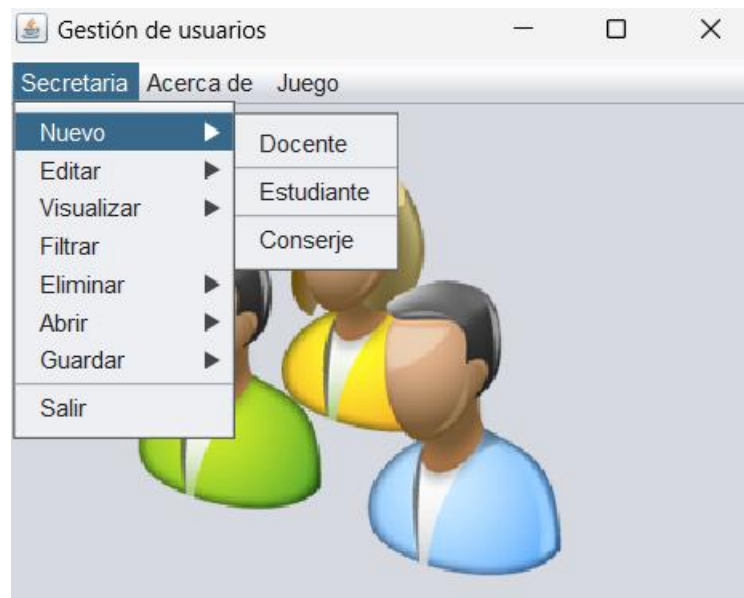 Gestión de usuarios
Secretaria Acerca de Juego
Nuevo
Docente
Editar
Estudiante
Visualizar
Conserje
Filtrar
Eliminar
Abrir
Guardar
Salir